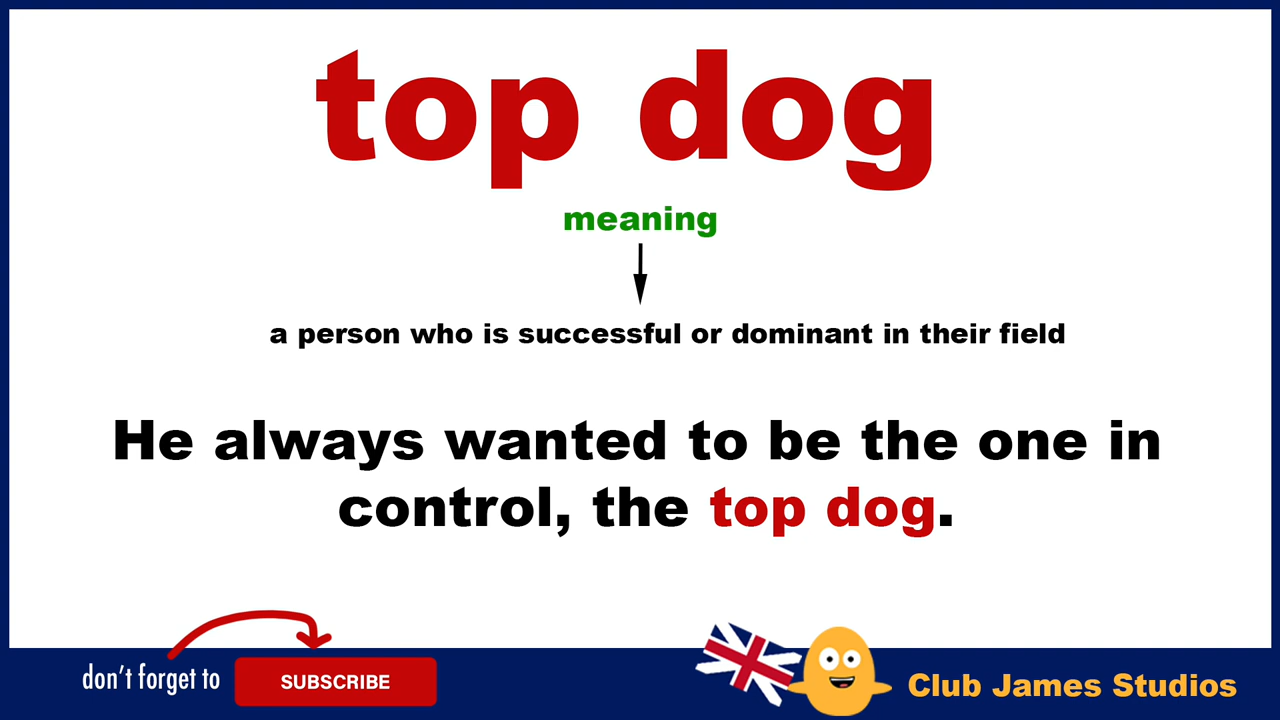 top dog
meaning
a person who is successful or dominant in their field
He always wanted to be the one in
control, the top dog.
don't forget to
SUBSCRIBE
Club James Studios